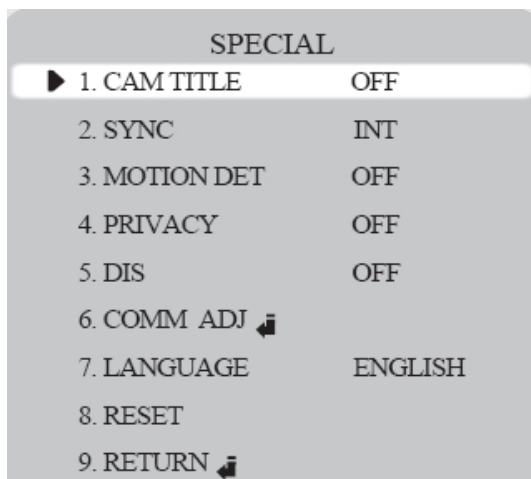 SPECIAL
1. CAM TITLE OFF
2. SYNC INT
3. MOTION DET OFF
4. PRIVACY OFF
5. DIS OFF
6. COMM ADJ
7. LANGUAGE ENGLISH
8. RESET
9. RETURN